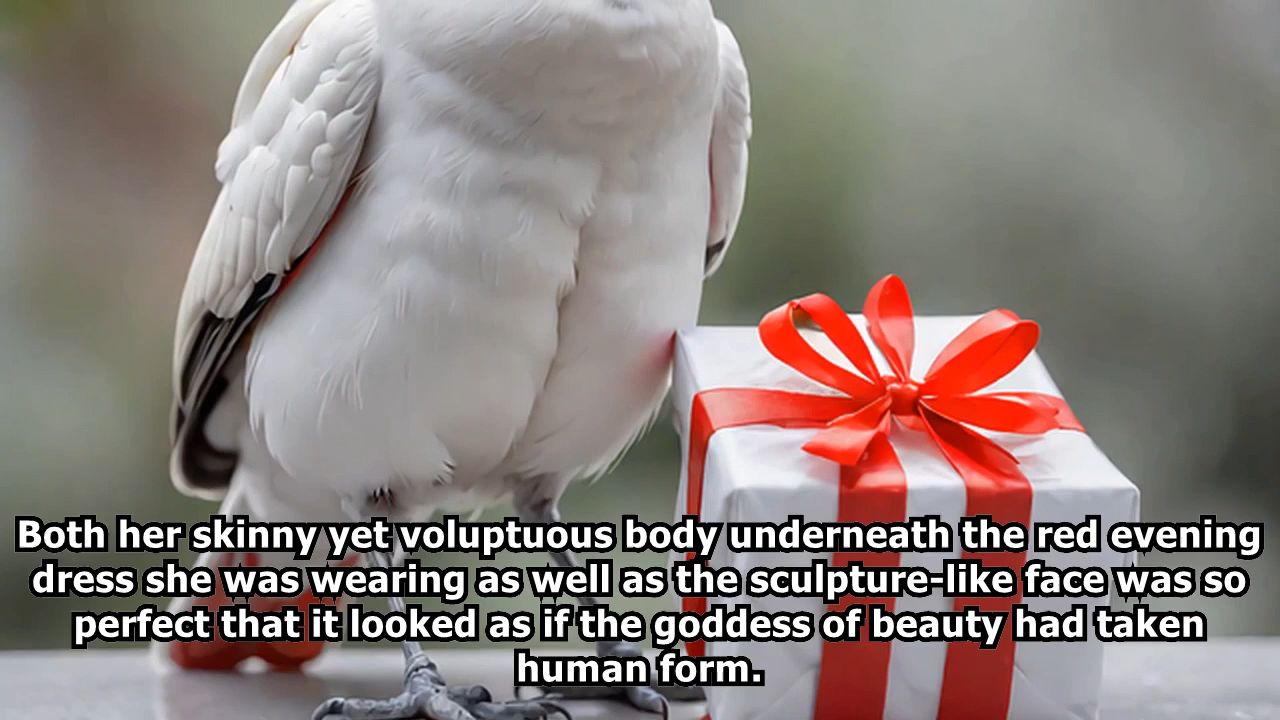 Both her skinny yet voluptuous body underneath the red evening
dress she was wearing as well as the sculpture-like face was so
perfect that it looked as if the goddess of beauty had taken
human form.